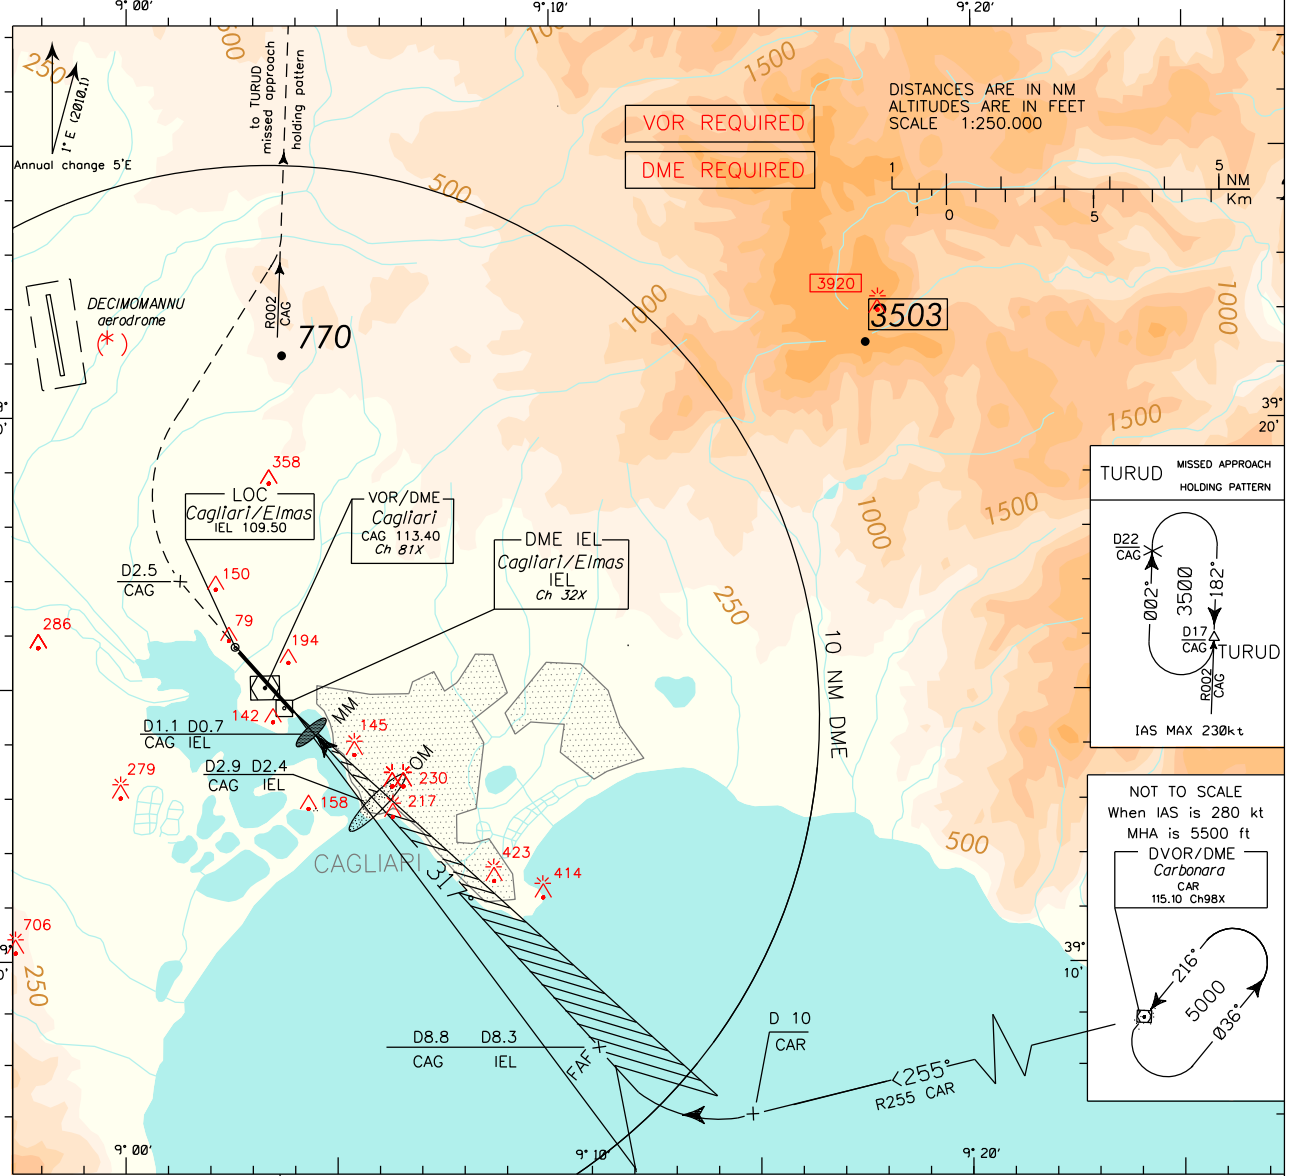 9° 00'
9° 10'
9° 20'
250
1° E (2010.1)
Annual change 5'E
to TURUD
missed approach
holding pattern
1500
VOR REQUIRED
DME REQUIRED
DISTANCES ARE IN NM
ALTITUDES ARE IN FEET
SCALE 1:250.000
1 5 NM
1 0 5 Km
500
DECIMOMANNU
aerodrome
(*)
R002
CAG
770
1000
3920
3503
1000
39°
20'
1500
358
LOC
Cagliari/Elmas
IEL 109.50
VOR/DME
Cagliari
CAG 113.40
Ch 81X
DME IEL
Cagliari/Elmas
IEL
Ch 32X
1000
1500
TURUD MISSED APPROACH
HOLDING PATTERN
D22
CAG
002°
3500
182°
D17
CAG
TURUD
R002
CAG
IAS MAX 230kt
D2.5
CAG
150
79
286
194
250
10 NM DME
142
MM
145
D1.1 D0.7
CAG IEL
OM
D2.9 D2.4
CAG IEL
230
279
158
217
CAGLIARI
317°
423
414
500
NOT TO SCALE
When IAS is 280 kt
MHA is 5500 ft
DVOR/DME
Carbonara
CAR
115.10 Ch98X
216°
5000
036°
706
250
39°
10'
D8.8 D8.3
CAG IEL
FAF
D 10
CAR
<255°
R255 CAR
9° 00'
9° 10'
9° 20'